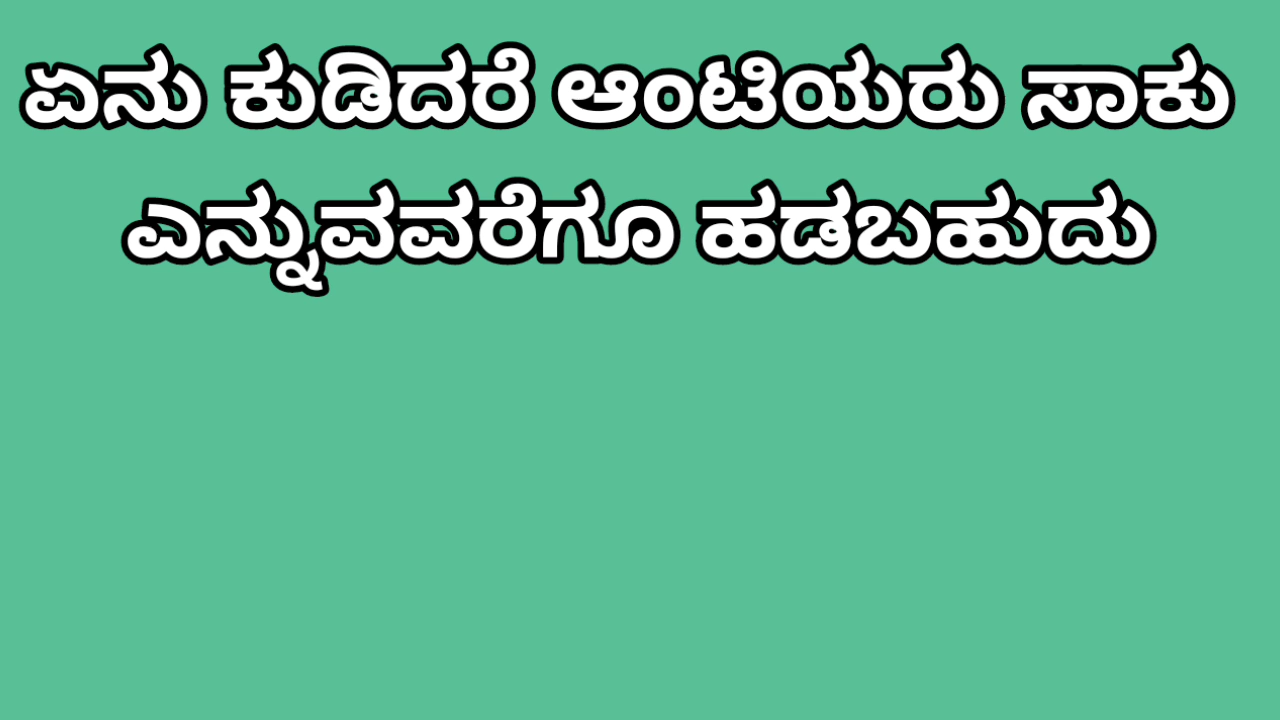 ಏನು ಕುಡಿದರೆ ಆಂಟಿಯರು ಸಾಕು
ಎನ್ನುವವರೆಗೂ ಹಡಬಹುದು